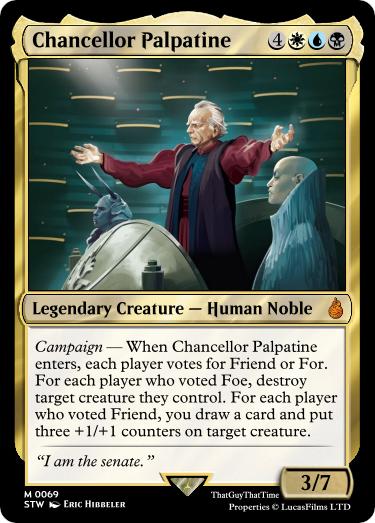 Chancellor Palpatine 4
Legendary Creature — Human Noble
Campaign — When Chancellor Palpatine
enters, each player votes for Friend or For.
For each player who voted Foe, destroy
target creature they control. For each player
who voted Friend, you draw a card and put
three +1/+1 counters on target creature.
“I am the senate.”
3/7
M 0069
STW ERIC HIBBELER
ThatGuyThatTime
Properties © LucasFilms LTD